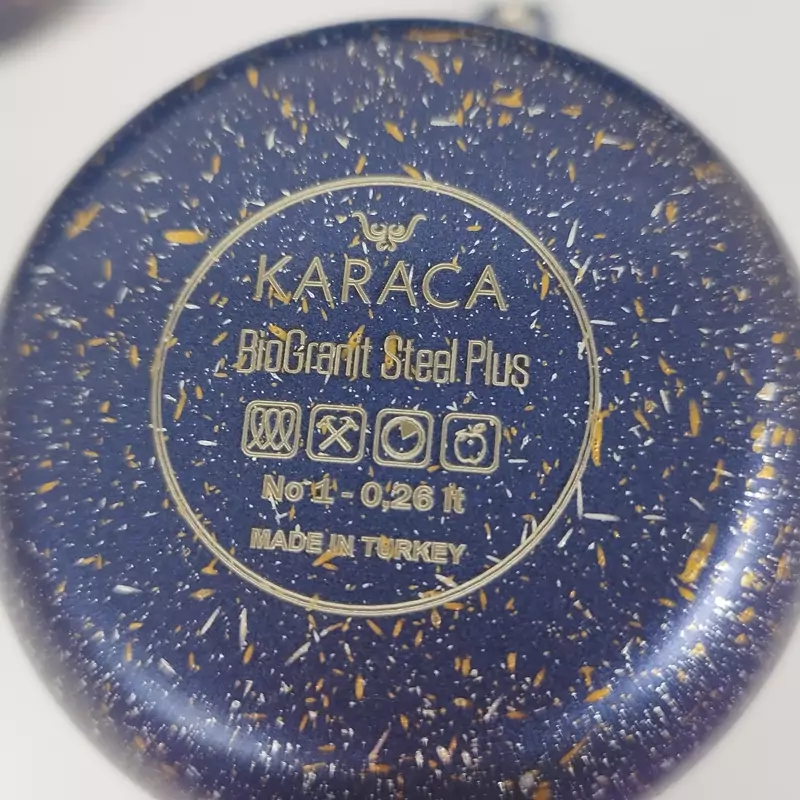 KARACA
BioGranit Steel Plus
No 1 - 0,26 lt
MADE IN TURKEY